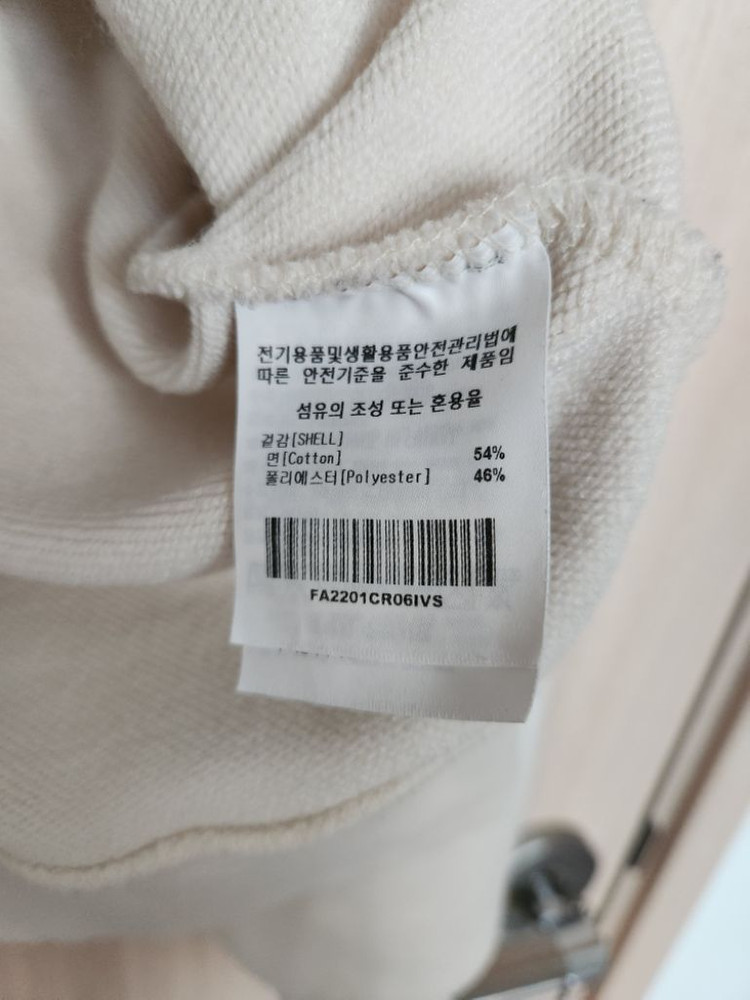 전기용품및생활용품안전관리법에
따른 안전기준을 준수한 제품임
섬유의 조성 또는 혼용율
겉감[SHELL]
면[Cotton] 54%
폴리에스터[Polyester] 46%
FA2201CR06IVS